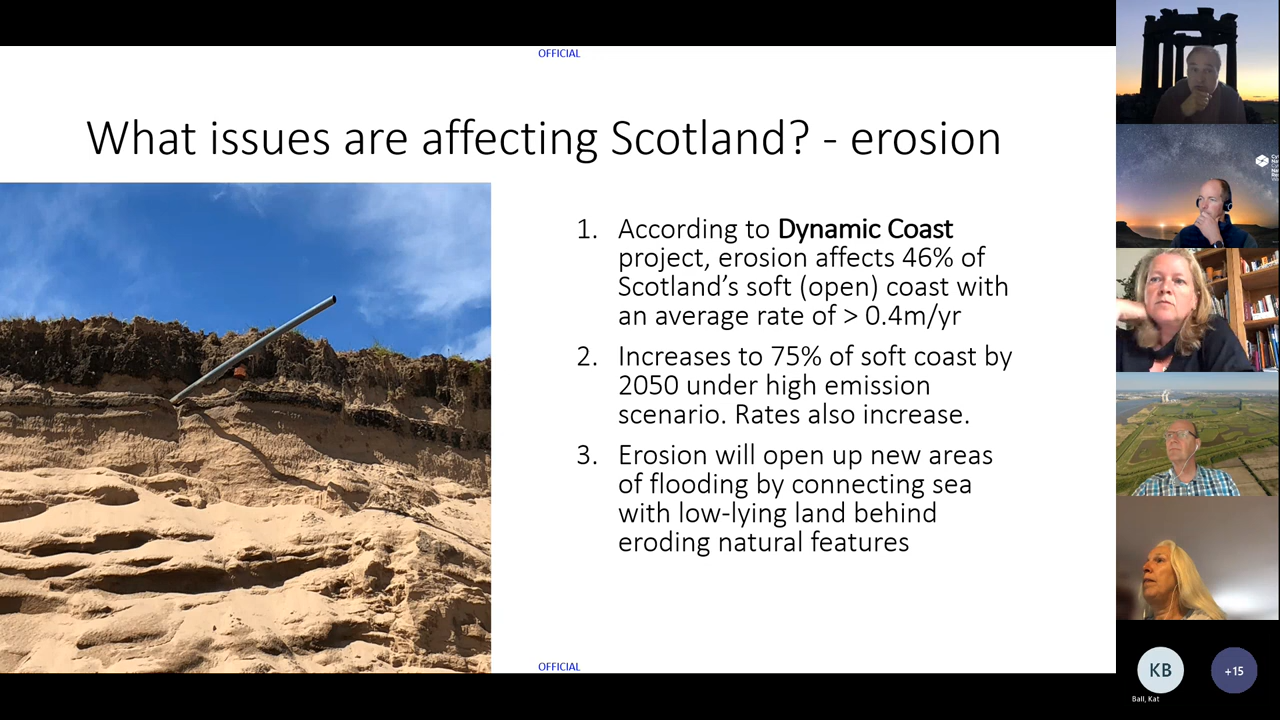 OFFICIAL
What issues are affecting Scotland? - erosion
1. According to Dynamic Coast
project, erosion affects 46% of
Scotland's soft (open) coast with
an average rate of > 0.4m/yr
2. Increases to 75% of soft coast by
2050 under high emission
scenario. Rates also increase.
3. Erosion will open up new areas
of flooding by connecting sea
with low-lying land behind
eroding natural features
OFFICIAL
KB
+15
Ball, Kat